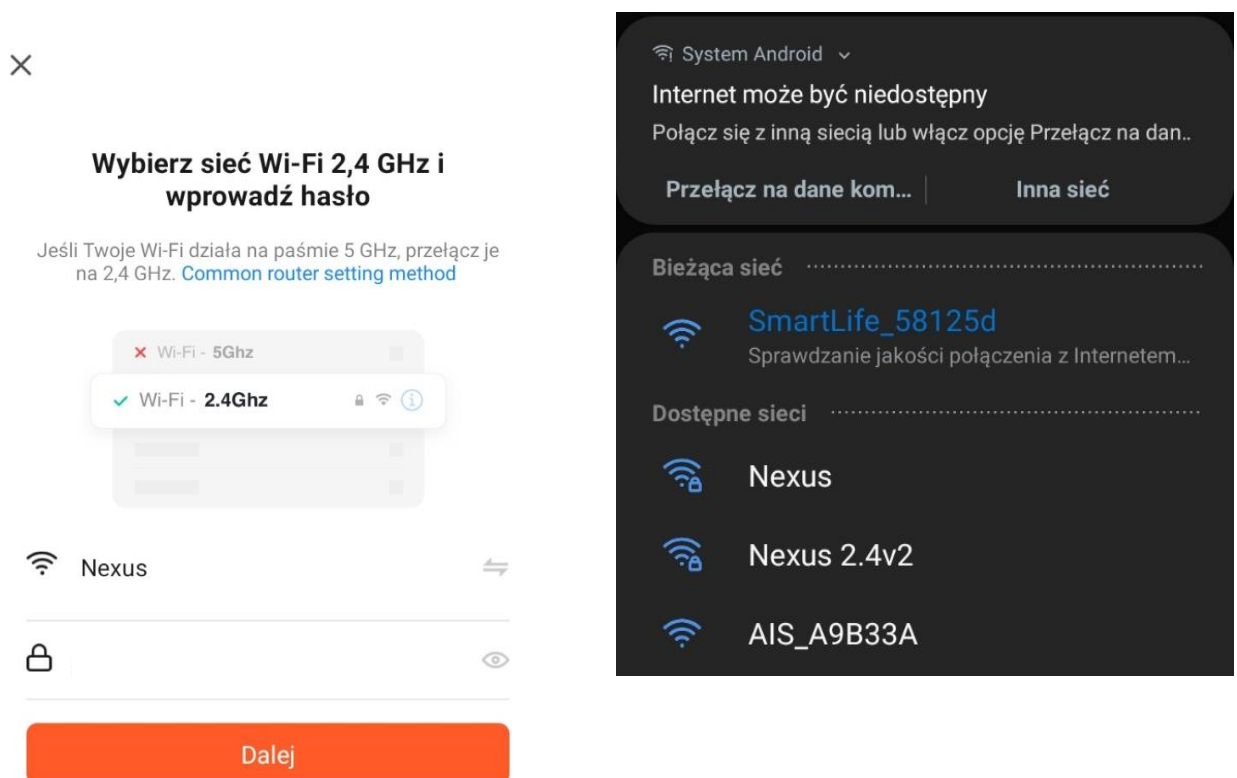 Wybierz sieć Wi-Fi 2,4 GHz i
wprowadź hasło
Jeśli Twoje Wi-Fi działa na paśmie 5 GHz, przełącz je
na 2,4 GHz. Common router setting method
Wi-Fi - 5Ghz
Wi-Fi - 2.4Ghz
Nexus
Dalej
System Android
Internet może być niedostępny
Połącz się z inną siecią lub włącz opcję Przełącz na dan..
Przełącz na dane kom... Inna sieć
Bieżąca sieć
SmartLife_58125d
Sprawdzanie jakości połączenia z Internetem...
Dostępne sieci
Nexus
Nexus 2.4v2
AIS_A9B33A